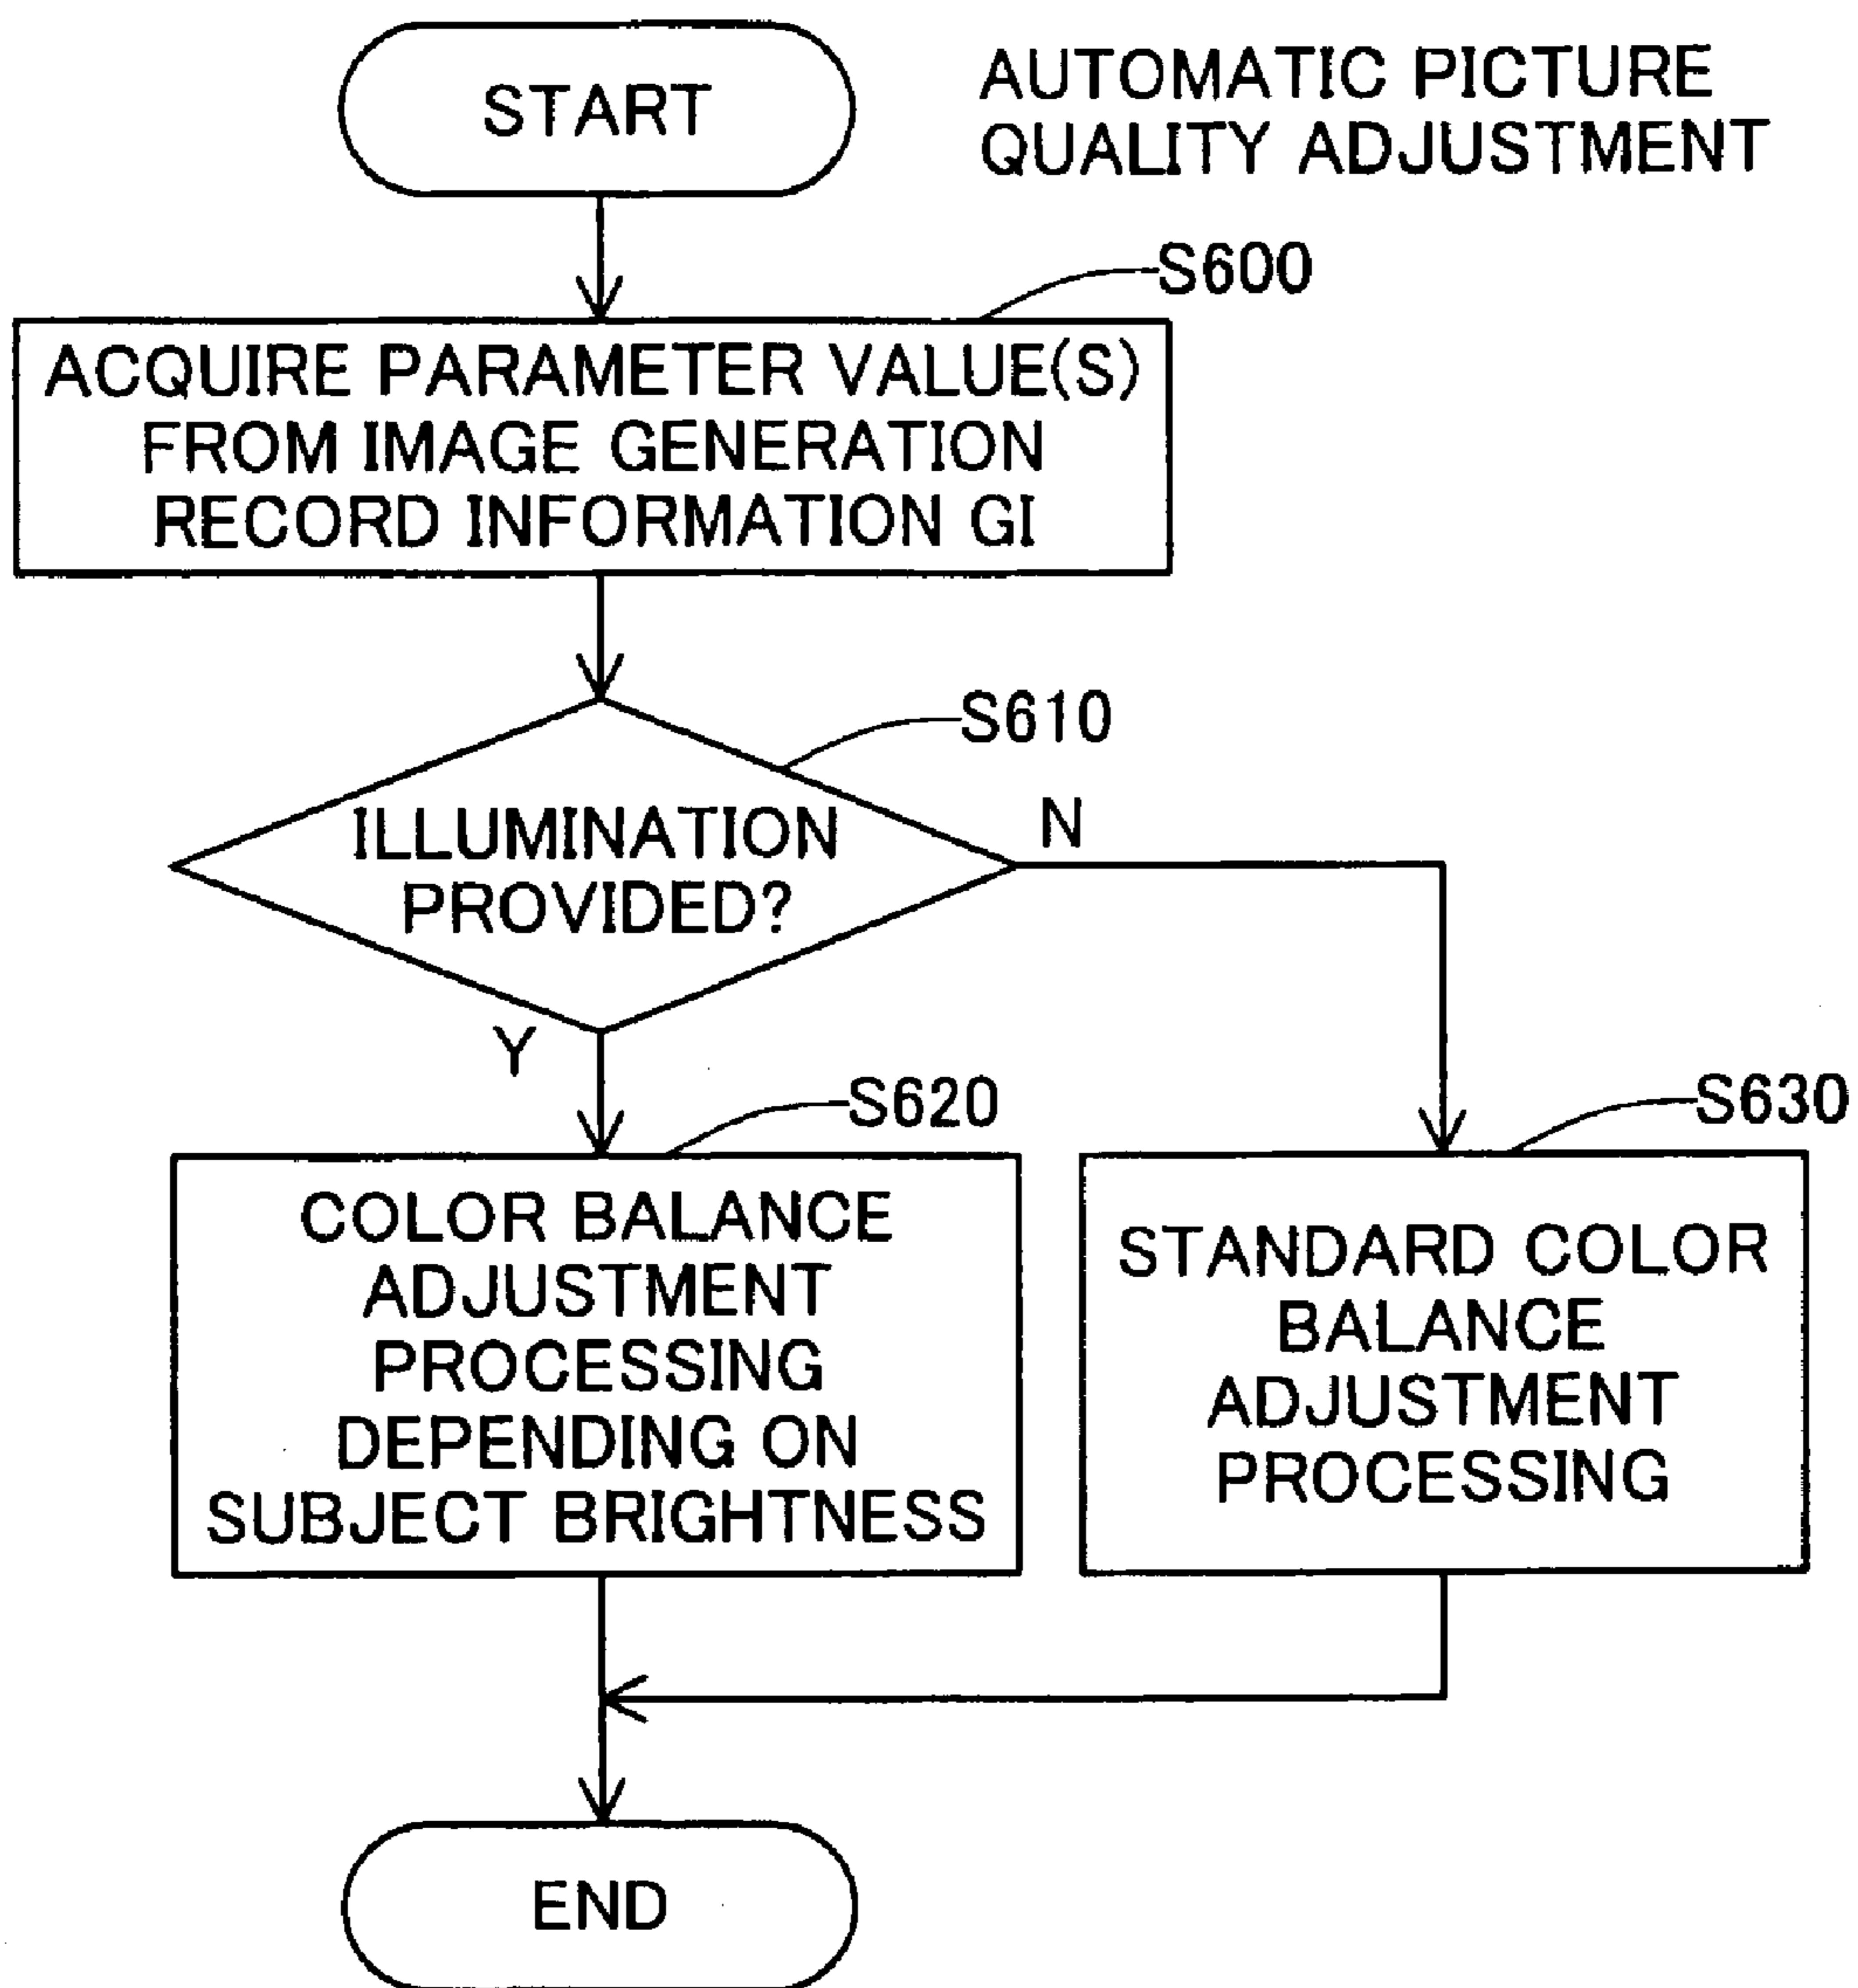 START
AUTOMATIC PICTURE
QUALITY ADJUSTMENT
S600
ACQUIRE PARAMETER VALUE(S)
FROM IMAGE GENERATION
RECORD INFORMATION GI
S610
ILLUMINATION
PROVIDED?
N
Y
S620
COLOR BALANCE
ADJUSTMENT
PROCESSING
DEPENDING ON
SUBJECT BRIGHTNESS
S630
STANDARD COLOR
BALANCE
ADJUSTMENT
PROCESSING
END